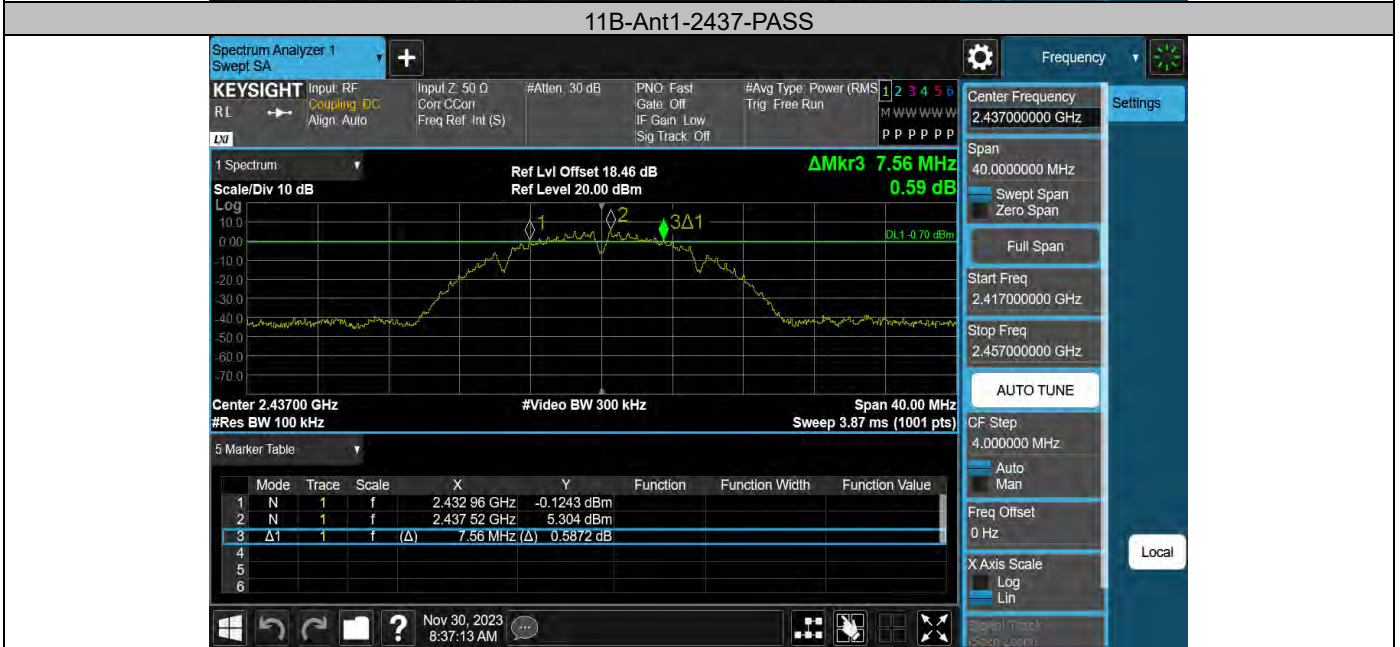 11B-Ant1-2437-PASS
Spectrum Analyzer 1
Swept SA
+
Frequency
KEYSIGHT
RL
LXI
Input: RF
Coupling: DC
Align: Auto
Input Z: 50 Ω
Corr CCorr
Freq Ref: Int (S)
#Atten: 30 dB
PNO: Fast
Gate: Off
IF Gain: Low
Sig Track: Off
#Avg Type: Power (RMS
Trig: Free Run
1 2 3 4 5 6
M W W W W W
P P P P P P
1 Spectrum
Scale/Div 10 dB
Ref Lvl Offset 18.46 dB
Ref Level 20.00 dBm
ΔMkr3 7.56 MHz
0.59 dB
Log
10.0
0.00
-10.0
-20.0
-30.0
-40.0
-50.0
-60.0
-70.0
1
2
3Δ1
DL1 -0.70 dBm
Center 2.43700 GHz
#Video BW 300 kHz
Span 40.00 MHz
#Res BW 100 kHz
Sweep 3.87 ms (1001 pts)
5 Marker Table
Mode Trace Scale X Y Function Function Width Function Value
1 N 1 f 2.432 96 GHz -0.1243 dBm
2 N 1 f 2.437 52 GHz 5.304 dBm
3 Δ1 1 f (Δ) 7.56 MHz (Δ) 0.5872 dB
4
5
6
?
Nov 30, 2023
8:37:13 AM
Center Frequency
2.437000000 GHz
Settings
Span
40.0000000 MHz
Swept Span
Zero Span
Full Span
Start Freq
2.417000000 GHz
Stop Freq
2.457000000 GHz
AUTO TUNE
CF Step
4.000000 MHz
Auto
Man
Freq Offset
0 Hz
Local
X Axis Scale
Log
Lin
Signal Track
(Span Zoom)